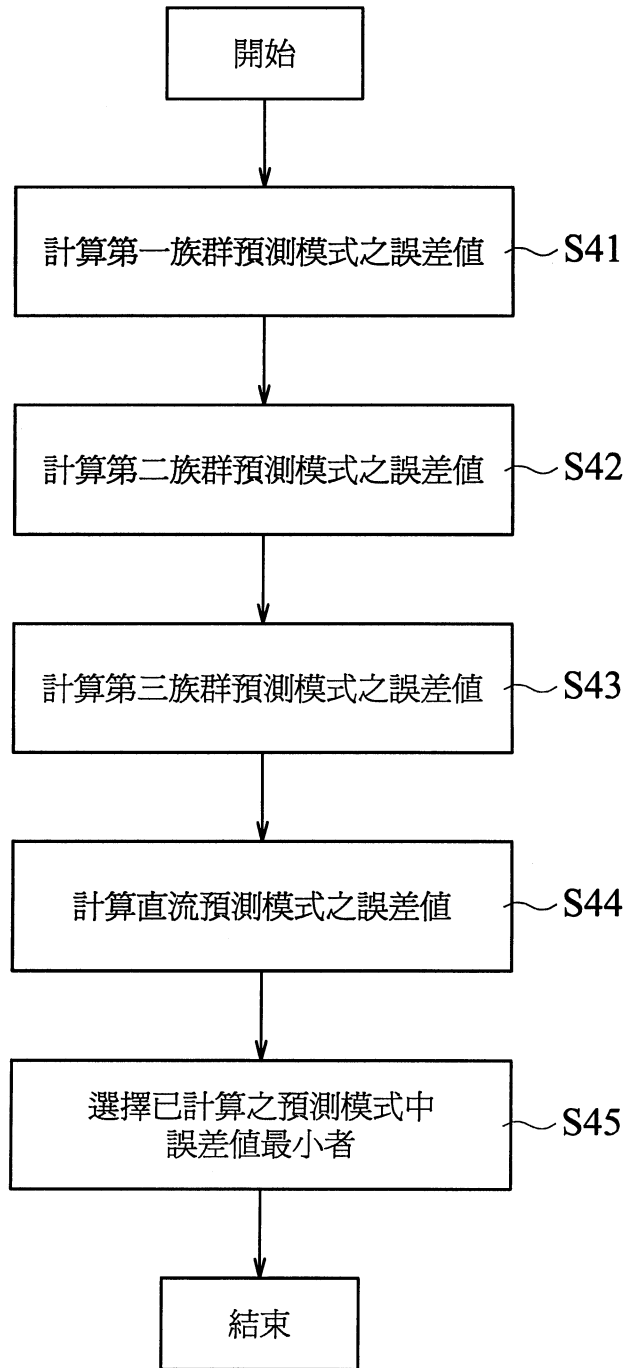 開始
計算第一族群預測模式之誤差值
S41
計算第二族群預測模式之誤差值
S42
計算第三族群預測模式之誤差值
S43
計算直流預測模式之誤差值
S44
選擇已計算之預測模式中
誤差值最小者
S45
結束